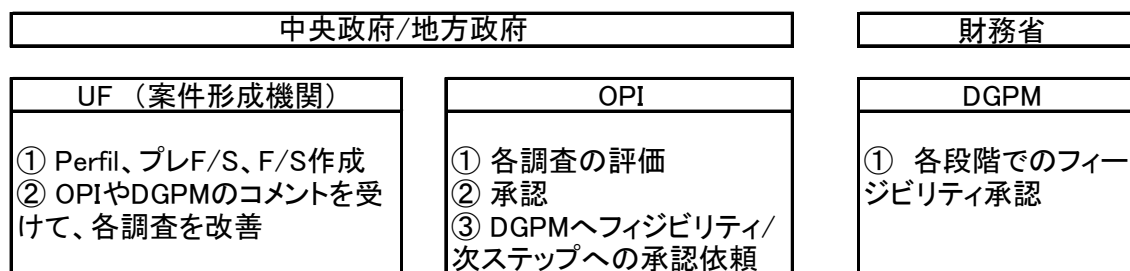 中央政府/地方政府
財務省
UF （案件形成機関）
① Perfil、プレF/S、F/S作成
② OPIやDGPMのコメントを受
けて、各調査を改善
OPI
① 各調査の評価
② 承認
③ DGPMへフィジビリティ/
次ステップへの承認依頼
DGPM
①　各段階でのフィー
ジビリティ承認